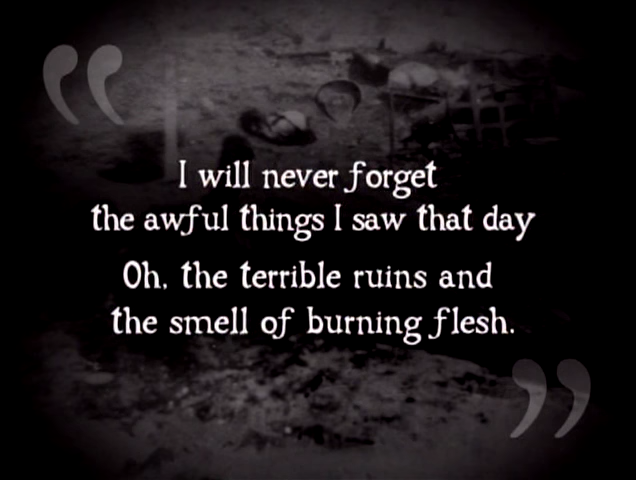 “
I will never forget
the awful things I saw that day
Oh, the terrible ruins and
the smell of burning flesh.
”